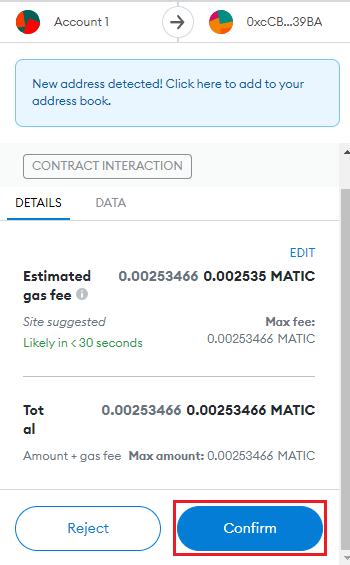 Account 1 0xcCB...39BA
New address detected! Click here to add to your
address book.
CONTRACT INTERACTION
DETAILS DATA
EDIT
Estimated 0.00253466 0.002535 MATIC
gas fee
Site suggested Max fee:
Likely in < 30 seconds 0.00253466 MATIC
Tot 0.00253466 0.00253466 MATIC
al
Amount + gas fee Max amount: 0.00253466 MATIC
Reject Confirm